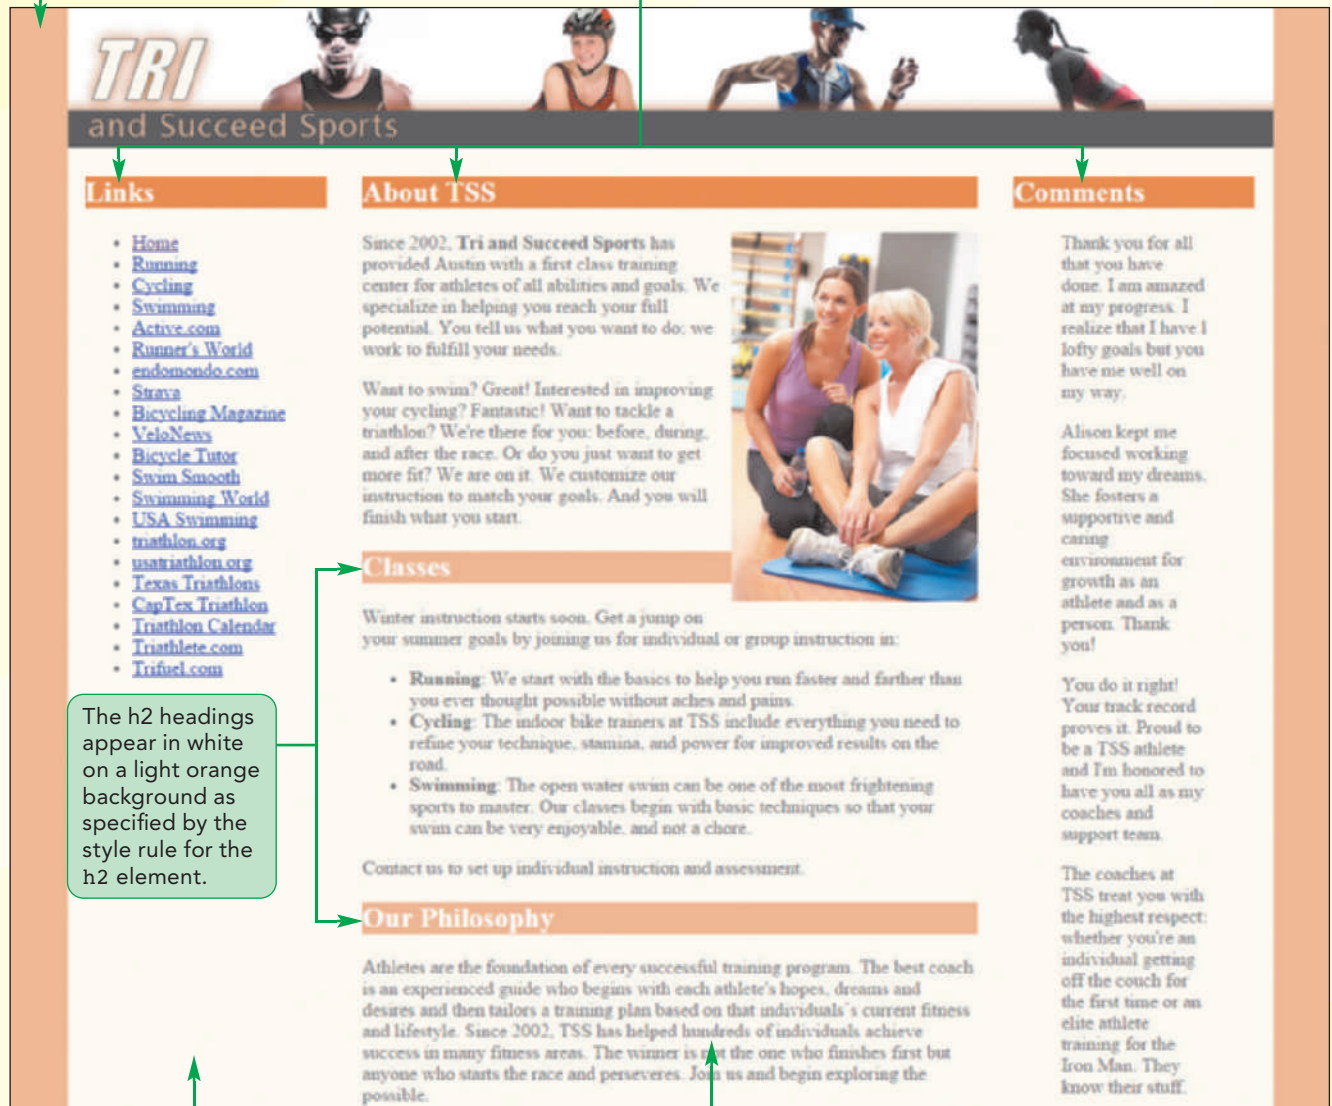 TRI
and Succeed Sports
Links
Home
Running
Cycling
Swimming
Active.com
Runner's World
endomondo.com
Strava
Bicycling Magazine
VeloNews
Bicycle Tutor
Swim Smooth
Swimming World
USA Swimming
triathlon.org
usatriathlon.org
Texas Triathlons
CapTex Triathlon
Triathlon Calendar
Triathlete.com
Trifuel.com
The h2 headings
appear in white
on a light orange
background as
specified by the
style rule for the
h2 element.
About TSS
Since 2002, Tri and Succeed Sports has
provided Austin with a first class training
center for athletes of all abilities and goals. We
specialize in helping you reach your full
potential. You tell us what you want to do; we
work to fulfill your needs.
Want to swim? Great! Interested in improving
your cycling? Fantastic! Want to tackle a
triathlon? We're there for you: before, during,
and after the race. Or do you just want to get
more fit? We are on it. We customize our
instruction to match your goals. And you will
finish what you start.
Classes
Winter instruction starts soon. Get a jump on
your summer goals by joining us for individual or group instruction in:
• Running: We start with the basics to help you run faster and farther than
you ever thought possible without aches and pains.
• Cycling: The indoor bike trainers at TSS include everything you need to
refine your technique, stamina, and power for improved results on the
road.
• Swimming: The open water swim can be one of the most frightening
sports to master. Our classes begin with basic techniques so that your
swim can be very enjoyable, and not a chore.
Contact us to set up individual instruction and assessment.
Our Philosophy
Athletes are the foundation of every successful training program. The best coach
is an experienced guide who begins with each athlete's hopes, dreams and
desires and then tailors a training plan based on that individuals´s current fitness
and lifestyle. Since 2002, TSS has helped hundreds of individuals achieve
success in many fitness areas. The winner is not the one who finishes first but
anyone who starts the race and perseveres. Join us and begin exploring the
possible.
Comments
Thank you for all
that you have
done. I am amazed
at my progress. I
realize that I have l
lofty goals but you
have me well on
my way.
Alison kept me
focused working
toward my dreams.
She fosters a
supportive and
caring
environment for
growth as an
athlete and as a
person. Thank
you!
You do it right!
Your track record
proves it. Proud to
be a TSS athlete
and I'm honored to
have you all as my
coaches and
support team.
The coaches at
TSS treat you with
the highest respect:
whether you're an
individual getting
off the couch for
the first time or an
elite athlete
training for the
Iron Man. They
know their stuff.